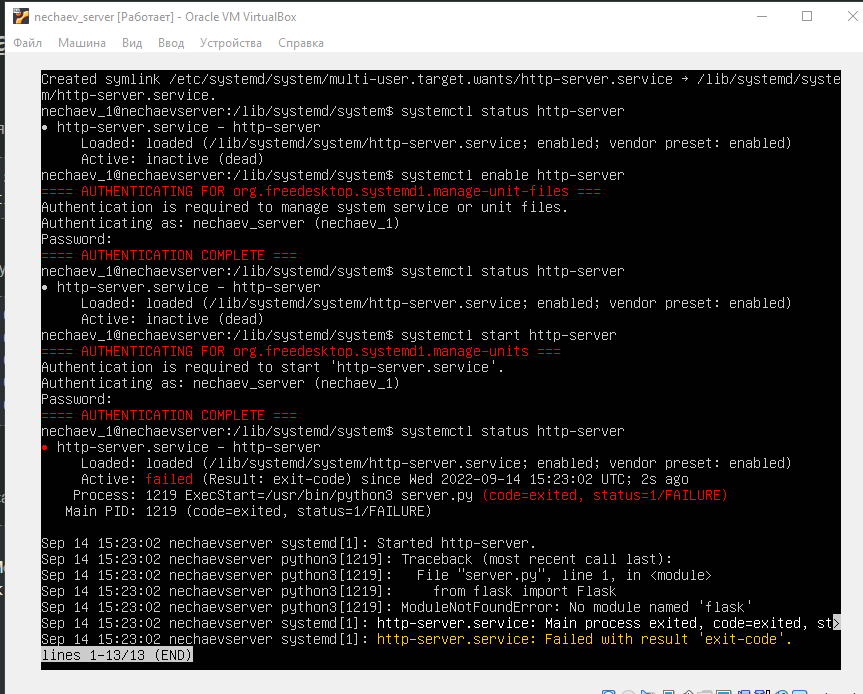 nechaev_server [Работает] - Oracle VM VirtualBox
Файл Машина Вид Ввод Устройства Справка
Created symlink /etc/systemd/system/multi-user.target.wants/http-server.service → /lib/systemd/syste
m/http-server.service.
nechaev_1@nechaevserver:/lib/systemd/system$ systemctl status http-server
● http-server.service - http-server
Loaded: loaded (/lib/systemd/system/http-server.service; enabled; vendor preset: enabled)
Active: inactive (dead)
nechaev_1@nechaevserver:/lib/systemd/system$ systemctl enable http-server
==== AUTHENTICATING FOR org.freedesktop.systemd1.manage-unit-files ===
Authentication is required to manage system service or unit files.
Authenticating as: nechaev_server (nechaev_1)
Password:
==== AUTHENTICATION COMPLETE ===
nechaev_1@nechaevserver:/lib/systemd/system$ systemctl status http-server
● http-server.service - http-server
Loaded: loaded (/lib/systemd/system/http-server.service; enabled; vendor preset: enabled)
Active: inactive (dead)
nechaev_1@nechaevserver:/lib/systemd/system$ systemctl start http-server
==== AUTHENTICATING FOR org.freedesktop.systemd1.manage-units ===
Authentication is required to start 'http-server.service'.
Authenticating as: nechaev_server (nechaev_1)
Password:
==== AUTHENTICATION COMPLETE ===
nechaev_1@nechaevserver:/lib/systemd/system$ systemctl status http-server
● http-server.service - http-server
Loaded: loaded (/lib/systemd/system/http-server.service; enabled; vendor preset: enabled)
Active: failed (Result: exit-code) since Wed 2022-09-14 15:23:02 UTC; 2s ago
Process: 1219 ExecStart=/usr/bin/python3 server.py (code=exited, status=1/FAILURE)
Main PID: 1219 (code=exited, status=1/FAILURE)
Sep 14 15:23:02 nechaevserver systemd[1]: Started http-server.
Sep 14 15:23:02 nechaevserver python3[1219]: Traceback (most recent call last):
Sep 14 15:23:02 nechaevserver python3[1219]:   File "server.py", line 1, in <module>
Sep 14 15:23:02 nechaevserver python3[1219]:     from flask import Flask
Sep 14 15:23:02 nechaevserver python3[1219]: ModuleNotFoundError: No module named 'flask'
Sep 14 15:23:02 nechaevserver systemd[1]: http-server.service: Main process exited, code=exited, st>
Sep 14 15:23:02 nechaevserver systemd[1]: http-server.service: Failed with result 'exit-code'.
lines 1-13/13 (END)